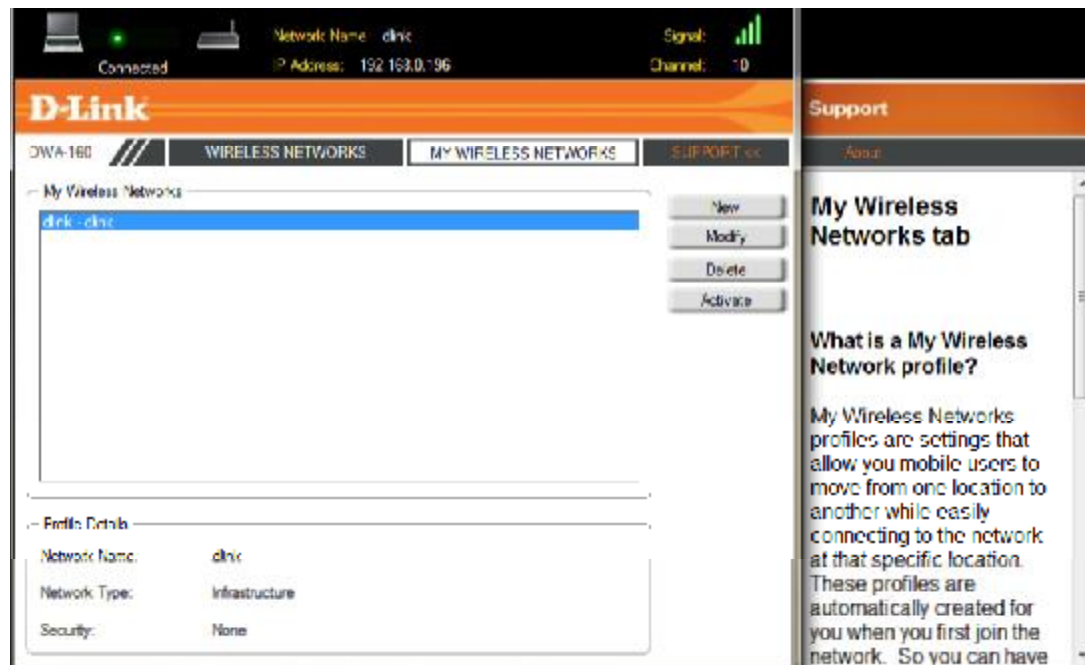 Network Name dlink
Signal:
Connected
IP Address: 192.168.0.196
Channel: 10
D-Link
Support
DWA-160
WIRELESS NETWORKS
MY WIRELESS NETWORKS
SUPPORT <<
About
My Wireless Networks
dlink - dlink
New
Modify
Delete
Activate
My Wireless
Networks tab
What is a My Wireless
Network profile?
My Wireless Networks
profiles are settings that
allow you mobile users to
move from one location to
another while easily
connecting to the network
at that specific location.
These profiles are
automatically created for
you when you first join the
network. So you can have
Profile Details
Network Name: dlink
Network Type: Infrastructure
Security: None